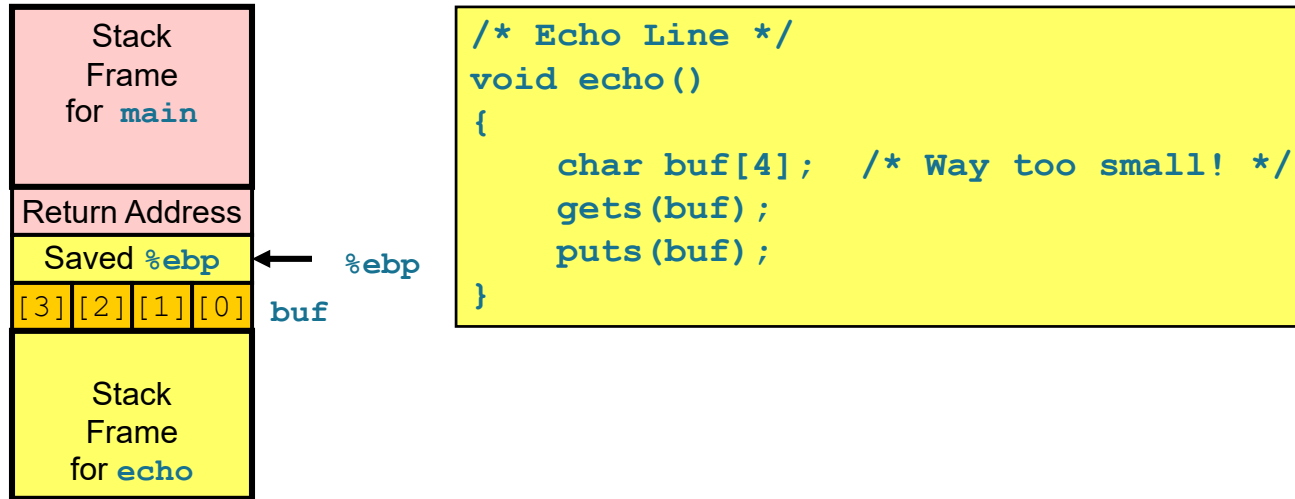 Stack
Frame
for main
Return Address
Saved %ebp
%ebp
[3] [2] [1] [0]
buf
Stack
Frame
for echo
/* Echo Line */
void echo()
{
    char buf[4];  /* Way too small! */
    gets(buf);
    puts(buf);
}